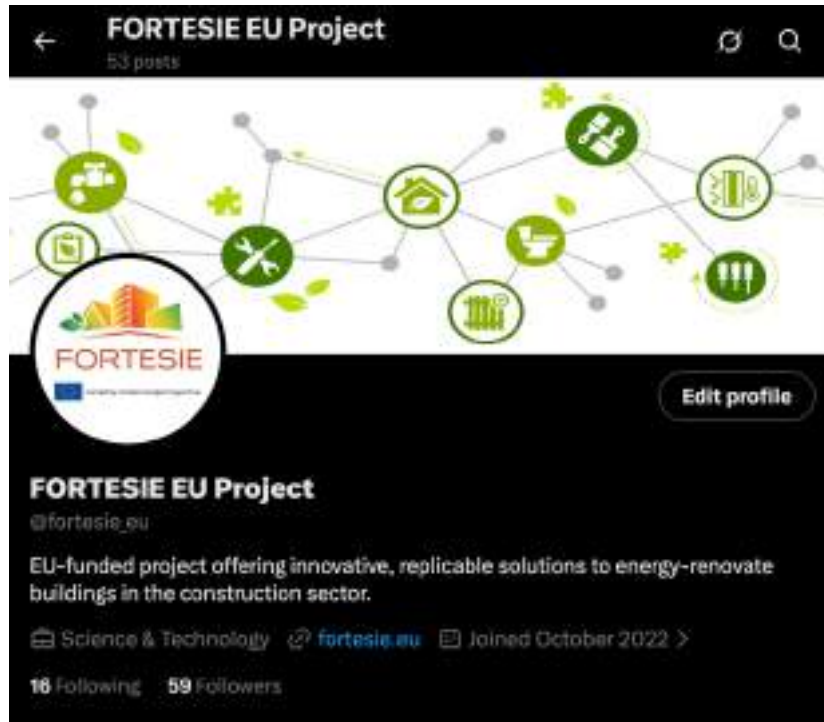 FORTESIE EU Project
53 posts
FORTESIE
Edit profile
FORTESIE EU Project
@fortesie_eu
EU-funded project offering innovative, replicable solutions to energy-renovate
buildings in the construction sector.
Science & Technology fortesie.eu Joined October 2022
16 Following 59 Followers